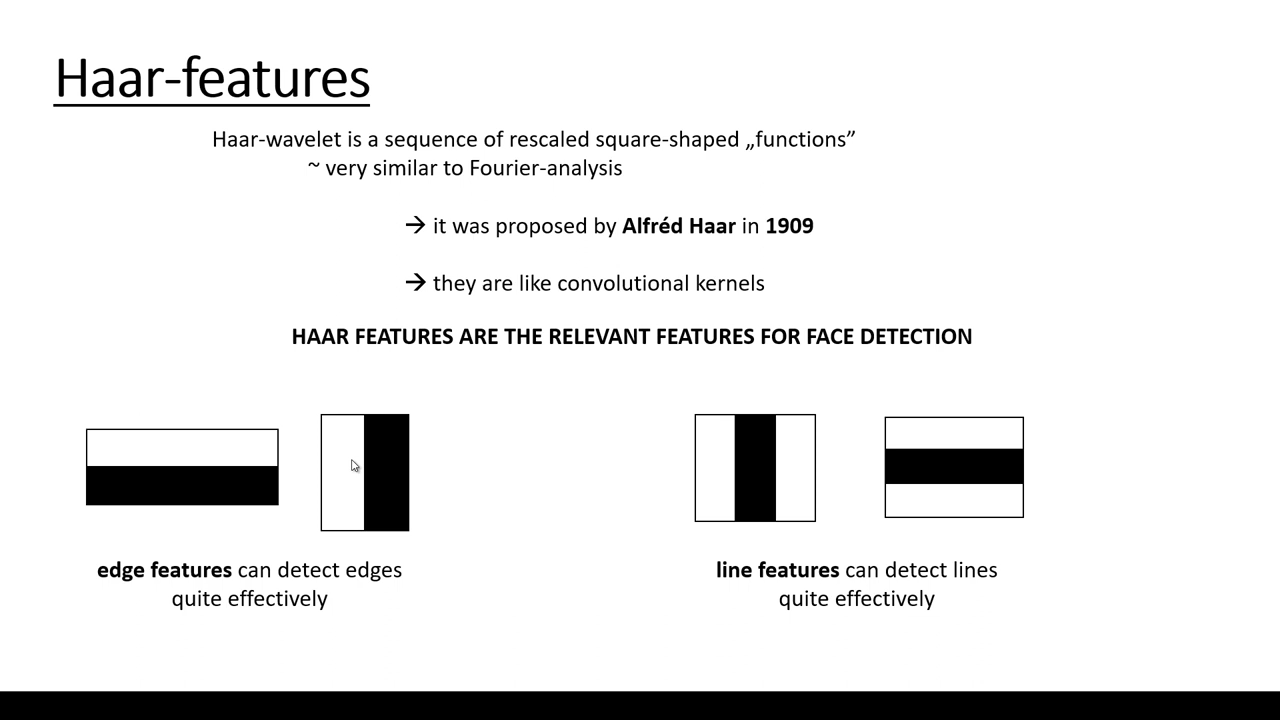 Haar-features
Haar-wavelet is a sequence of rescaled square-shaped „functions”
~ very similar to Fourier-analysis
→ it was proposed by Alfréd Haar in 1909
→ they are like convolutional kernels
HAAR FEATURES ARE THE RELEVANT FEATURES FOR FACE DETECTION
edge features can detect edges
quite effectively
line features can detect lines
quite effectively